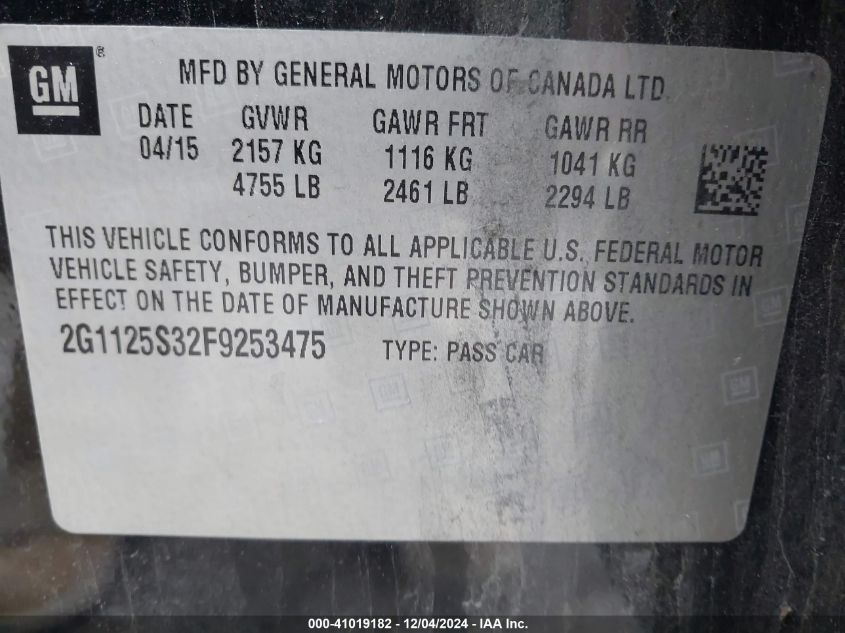 GM ®
MFD BY GENERAL MOTORS OF CANADA LTD.
DATE GVWR GAWR FRT GAWR RR
04/15 2157 KG 1116 KG 1041 KG
4755 LB 2461 LB 2294 LB
THIS VEHICLE CONFORMS TO ALL APPLICABLE U.S. FEDERAL MOTOR
VEHICLE SAFETY, BUMPER, AND THEFT PREVENTION STANDARDS IN
EFFECT ON THE DATE OF MANUFACTURE SHOWN ABOVE.
2G1125S32F9253475 TYPE: PASS CAR
000-41019182 - 12/04/2024 - IAA Inc.